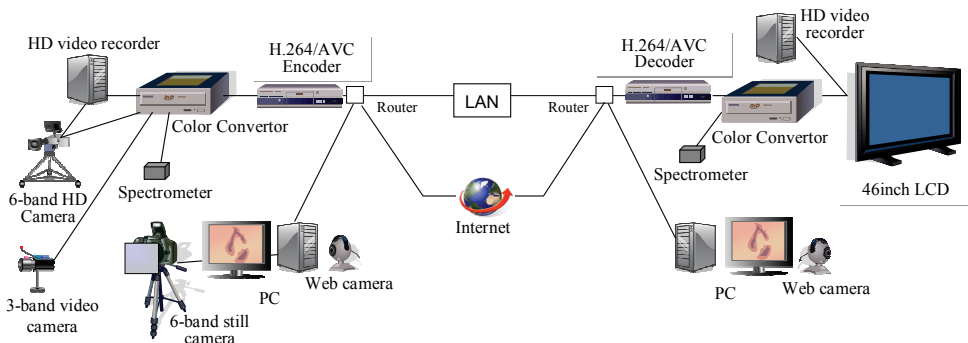 HD video recorder
H.264/AVC
Encoder
Color Convertor
6-band HD
Camera
Spectrometer
3-band video
camera
6-band still
camera
PC
Web camera
Router
LAN
Internet
Router
H.264/AVC
Decoder
HD video
recorder
Color Convertor
Spectrometer
46inch LCD
PC
Web camera